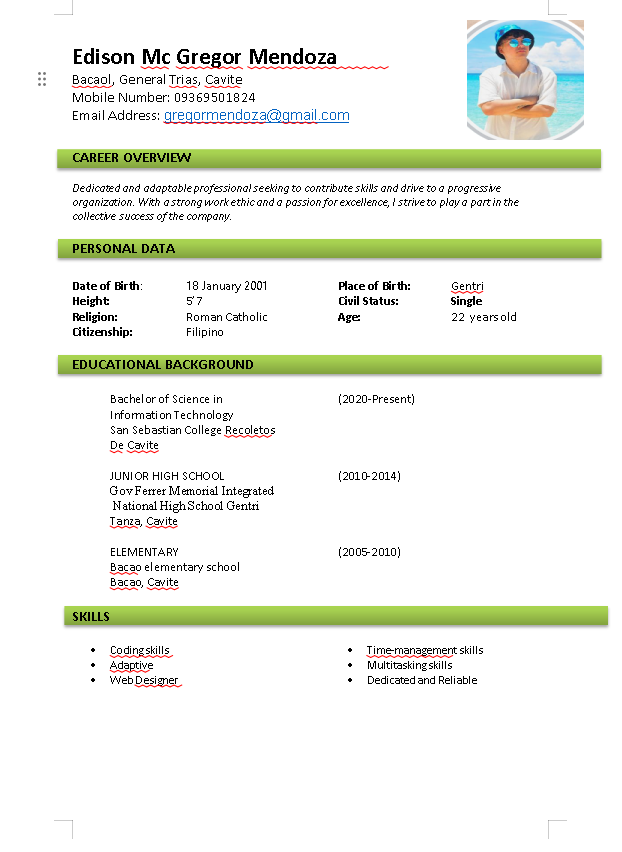 Edison Mc Gregor Mendoza
Bacaol, General Trias, Cavite
Mobile Number: 09369501824
Email Address: gregormendoza@gmail.com
CAREER OVERVIEW
Dedicated and adaptable professional seeking to contribute skills and drive to a progressive
organization. With a strong work ethic and a passion for excellence, I strive to play a part in the
collective success of the company.
PERSONAL DATA
Date of Birth: 18 January 2001 Place of Birth: Gentri
Height: 5'7 Civil Status: Single
Religion: Roman Catholic Age: 22 years old
Citizenship: Filipino
EDUCATIONAL BACKGROUND
Bachelor of Science in (2020-Present)
Information Technology
San Sebastian College Recoletos
De Cavite
JUNIOR HIGH SCHOOL (2010-2014)
Gov Ferrer Memorial Integrated
National High School Gentri
Tanza, Cavite
ELEMENTARY (2005-2010)
Bacao elementary school
Bacao, Cavite
SKILLS
• Coding skills • Time-management skills
• Adaptive • Multitasking skills
• Web Designer • Dedicated and Reliable